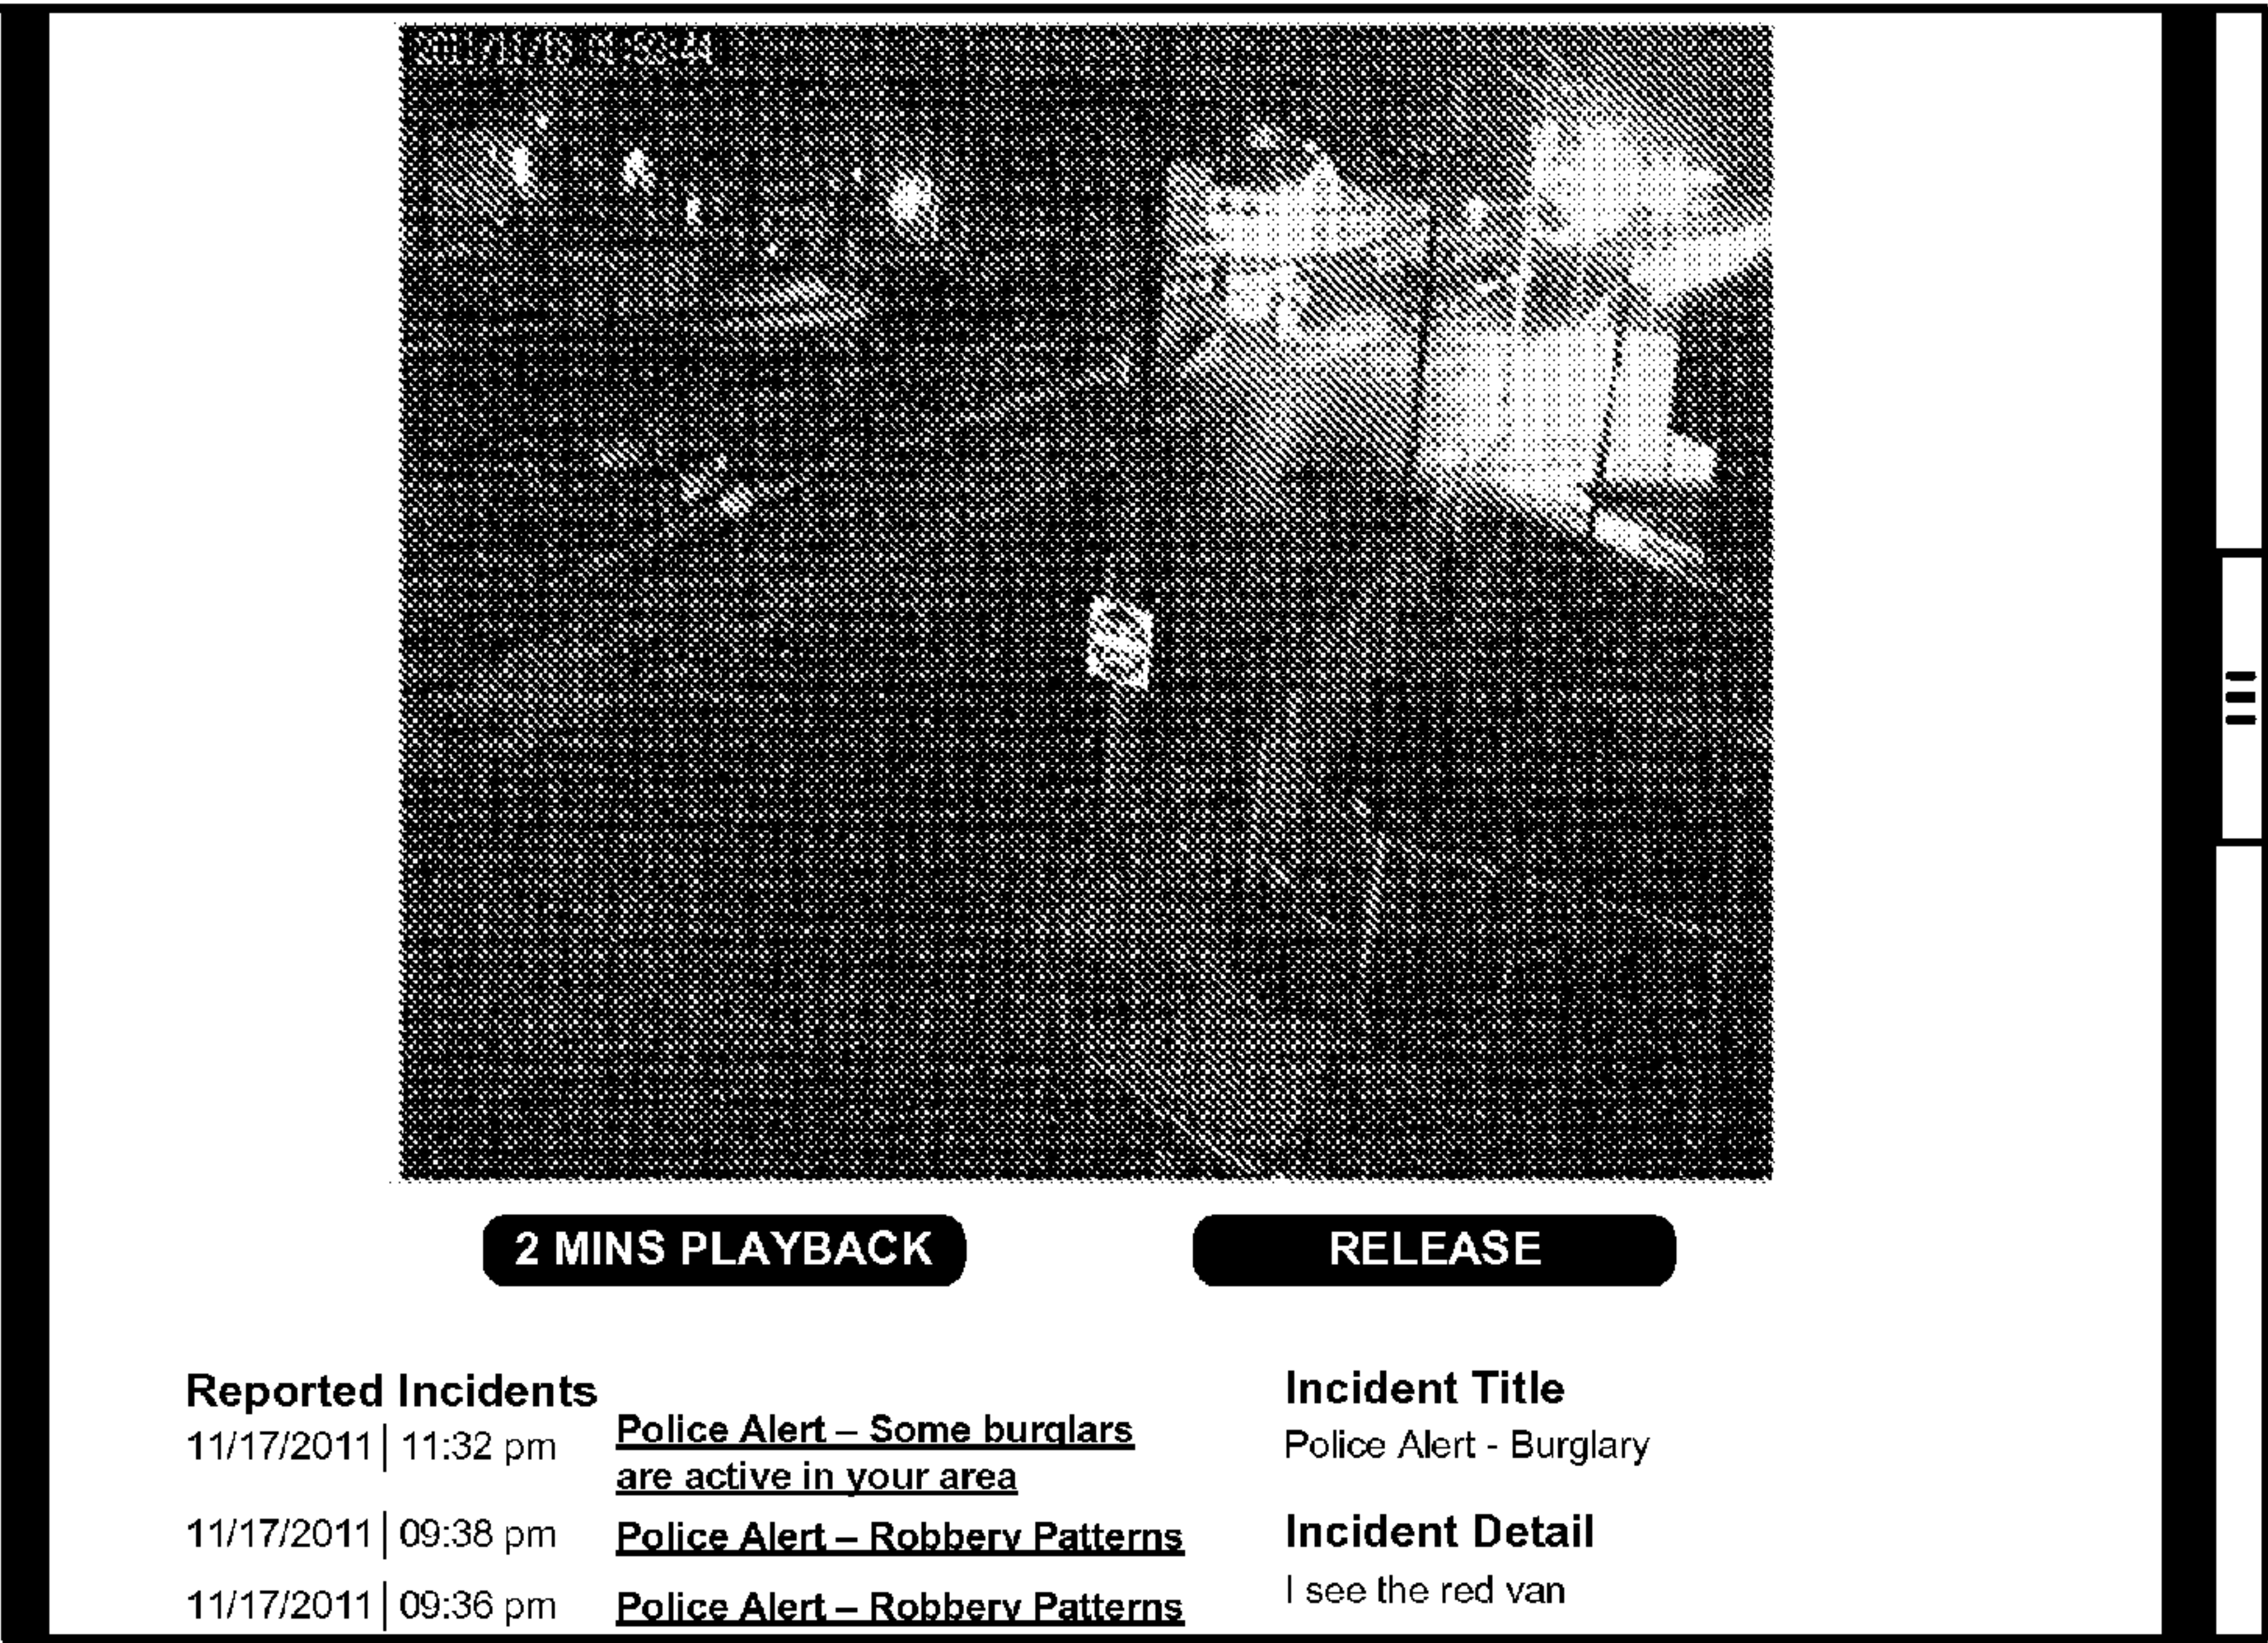 2 MINS PLAYBACK
RELEASE
Reported Incidents
11/17/2011 | 11:32 pm Police Alert – Some burglars
are active in your area
11/17/2011 | 09:38 pm Police Alert – Robbery Patterns
11/17/2011 | 09:36 pm Police Alert – Robbery Patterns
Incident Title
Police Alert - Burglary
Incident Detail
I see the red van